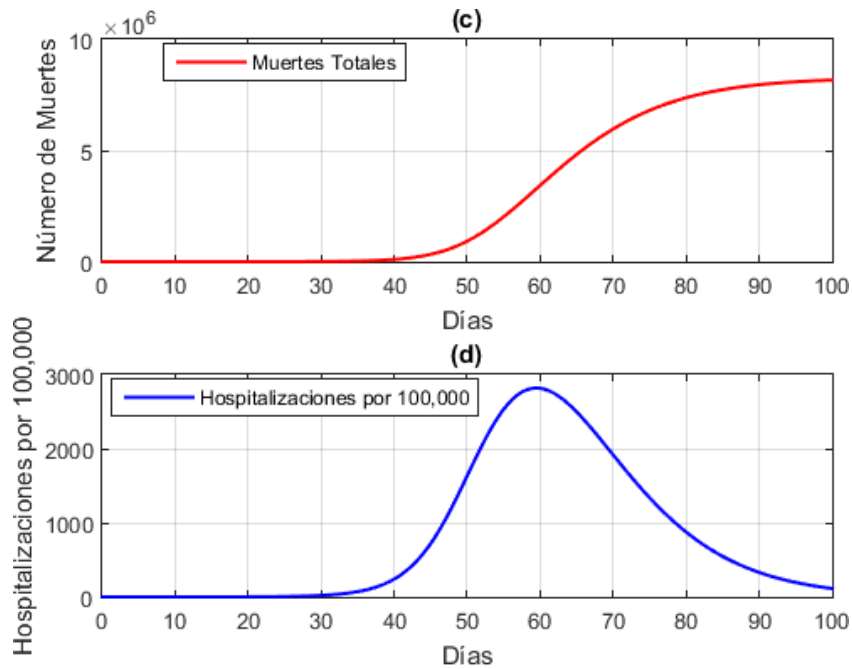 (c)
×10⁶
Muertes Totales
Número de Muertes
10
5
0
0 10 20 30 40 50 60 70 80 90 100
Días
(d)
Hospitalizaciones por 100,000
Hospitalizaciones por 100,000
3000
2000
1000
0
0 10 20 30 40 50 60 70 80 90 100
Días